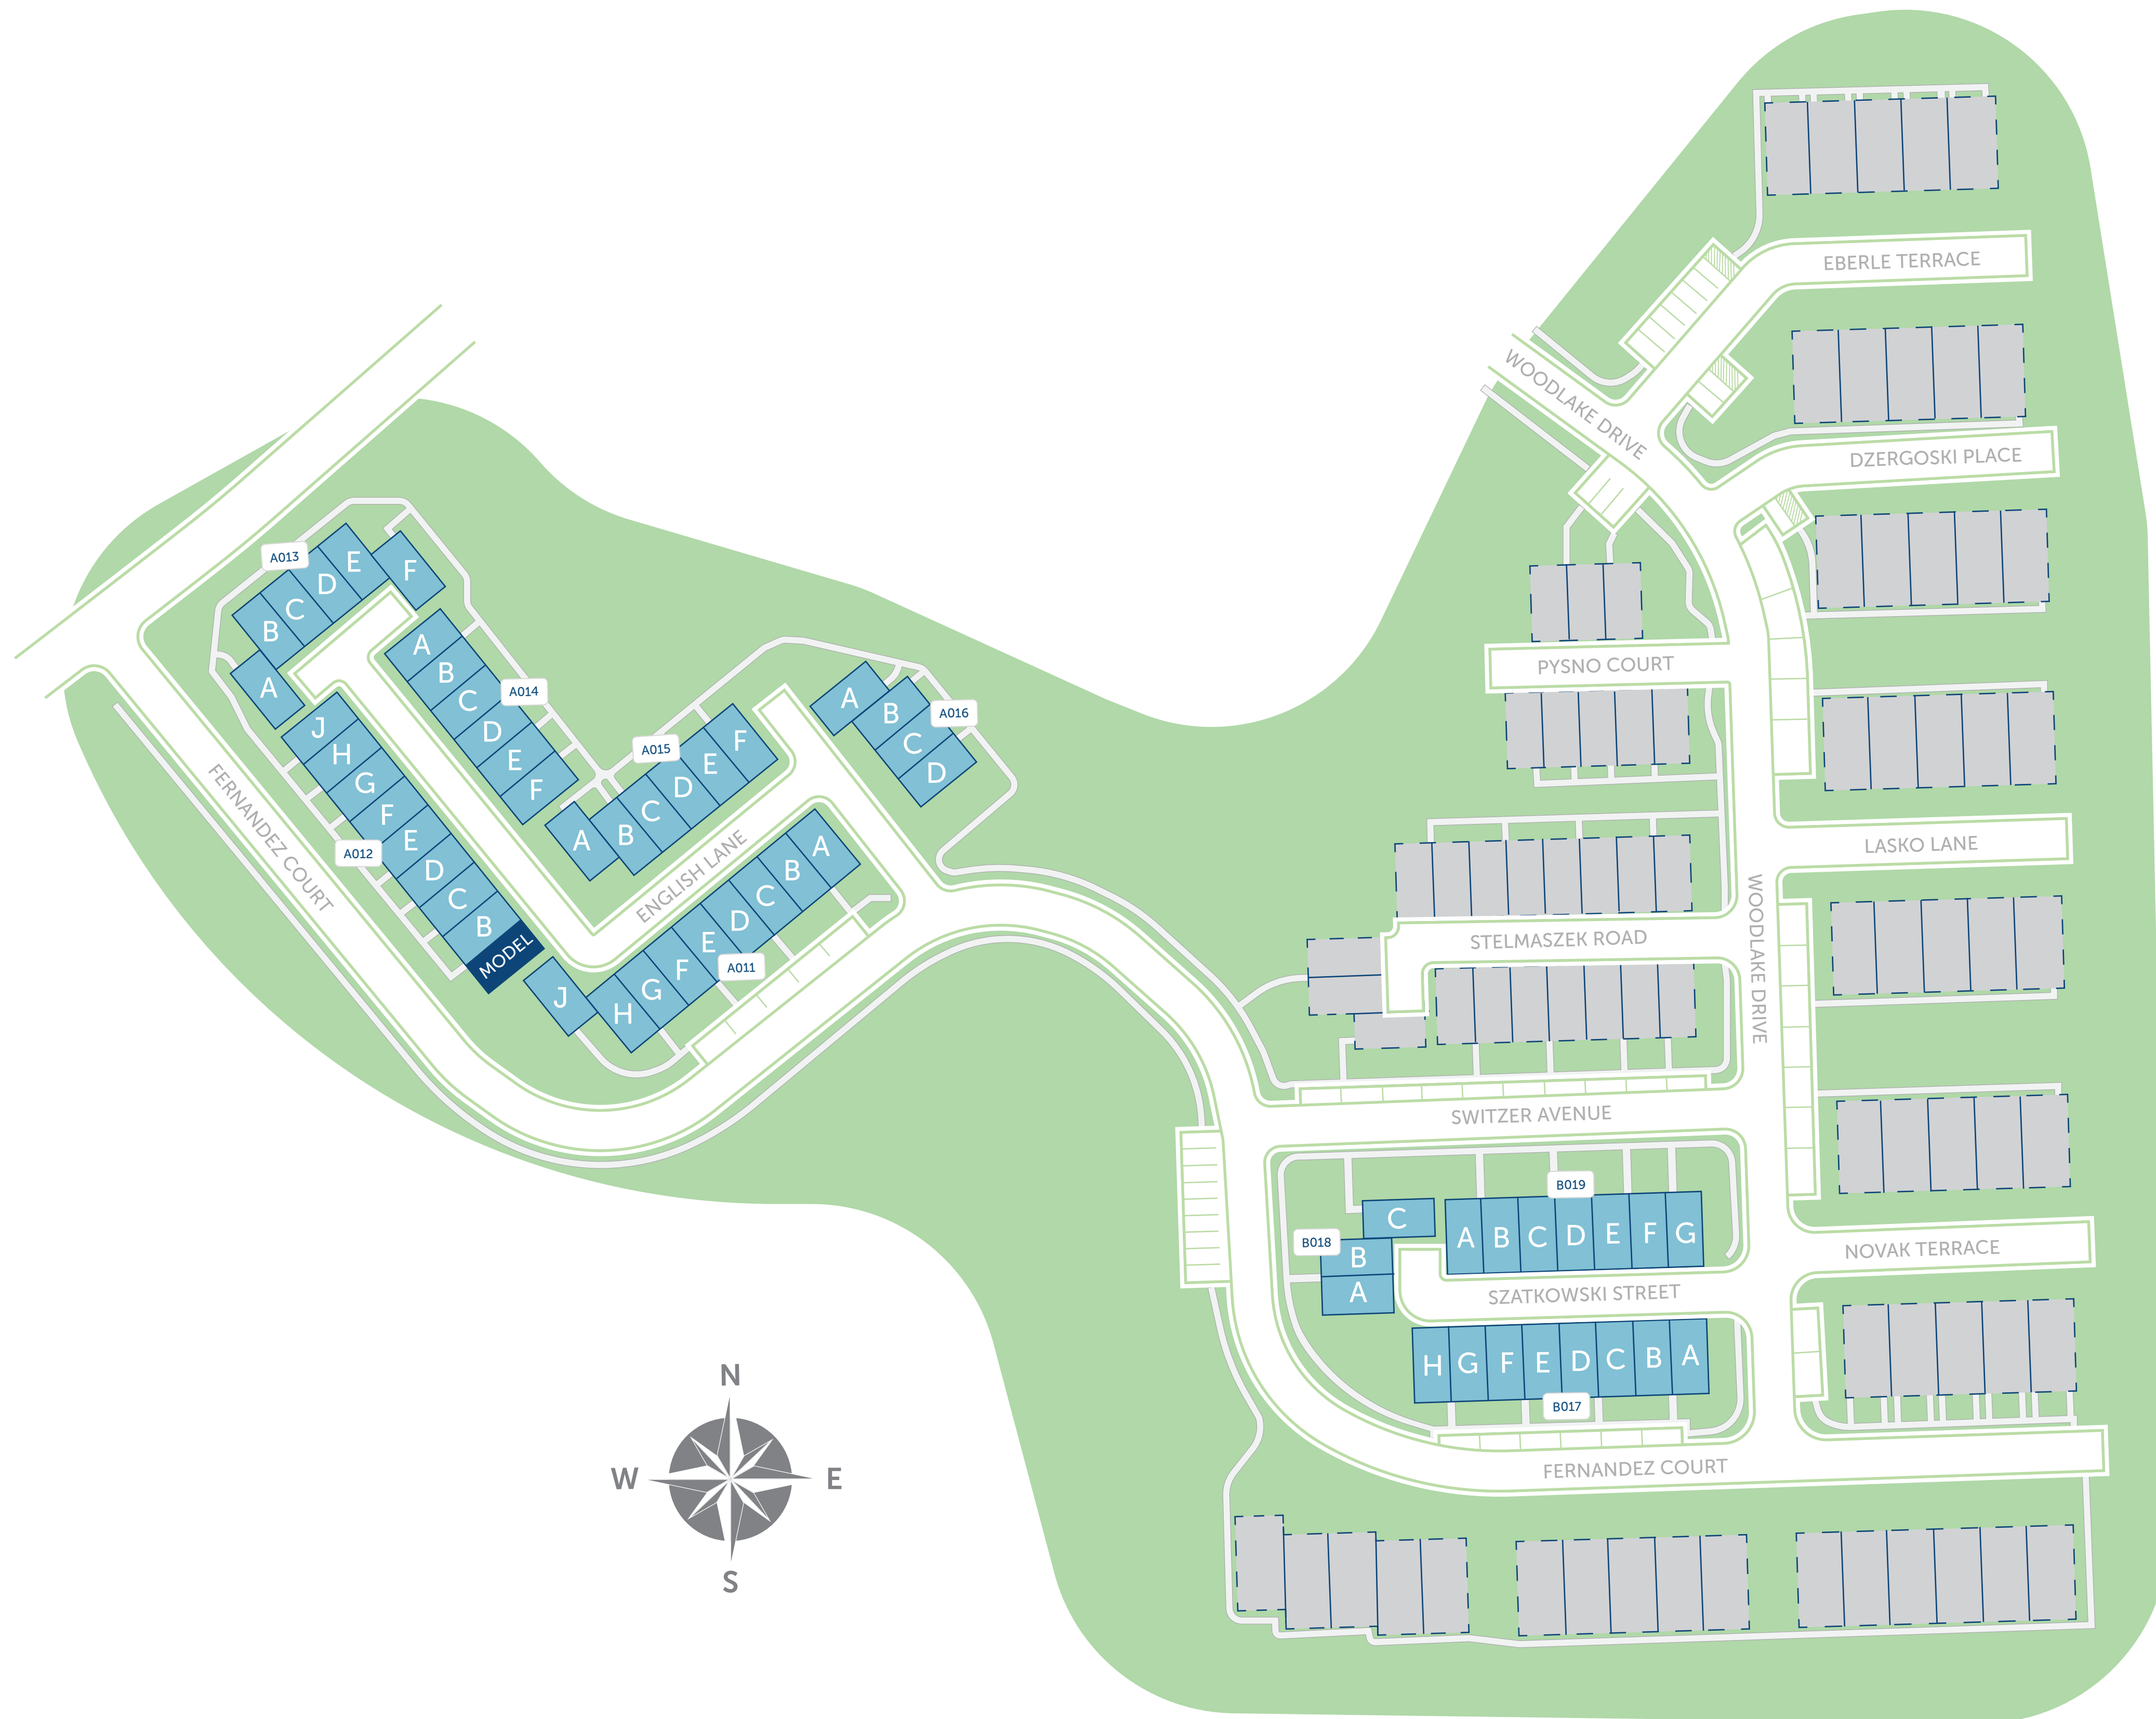 EBERLE TERRACE
WOODLAKE DRIVE
DZERGOSKI PLACE
PYSNO COURT
LASKO LANE
WOODLAKE DRIVE
STELMASZEK ROAD
SWITZER AVENUE
NOVAK TERRACE
SZATKOWSKI STREET
FERNANDEZ COURT
A013
A
B
C
D
E
F
A014
A
B
C
D
E
F
A015
A
B
C
D
E
F
A016
A
B
C
D
A012
J
H
G
F
E
D
C
B
MODEL
FERNANDEZ COURT
ENGLISH LANE
A011
J
H
G
F
E
D
C
B
A
B018
C
B
A
B019
A
B
C
D
E
F
G
H
G
F
E
D
C
B
A
B017
N
W
E
S